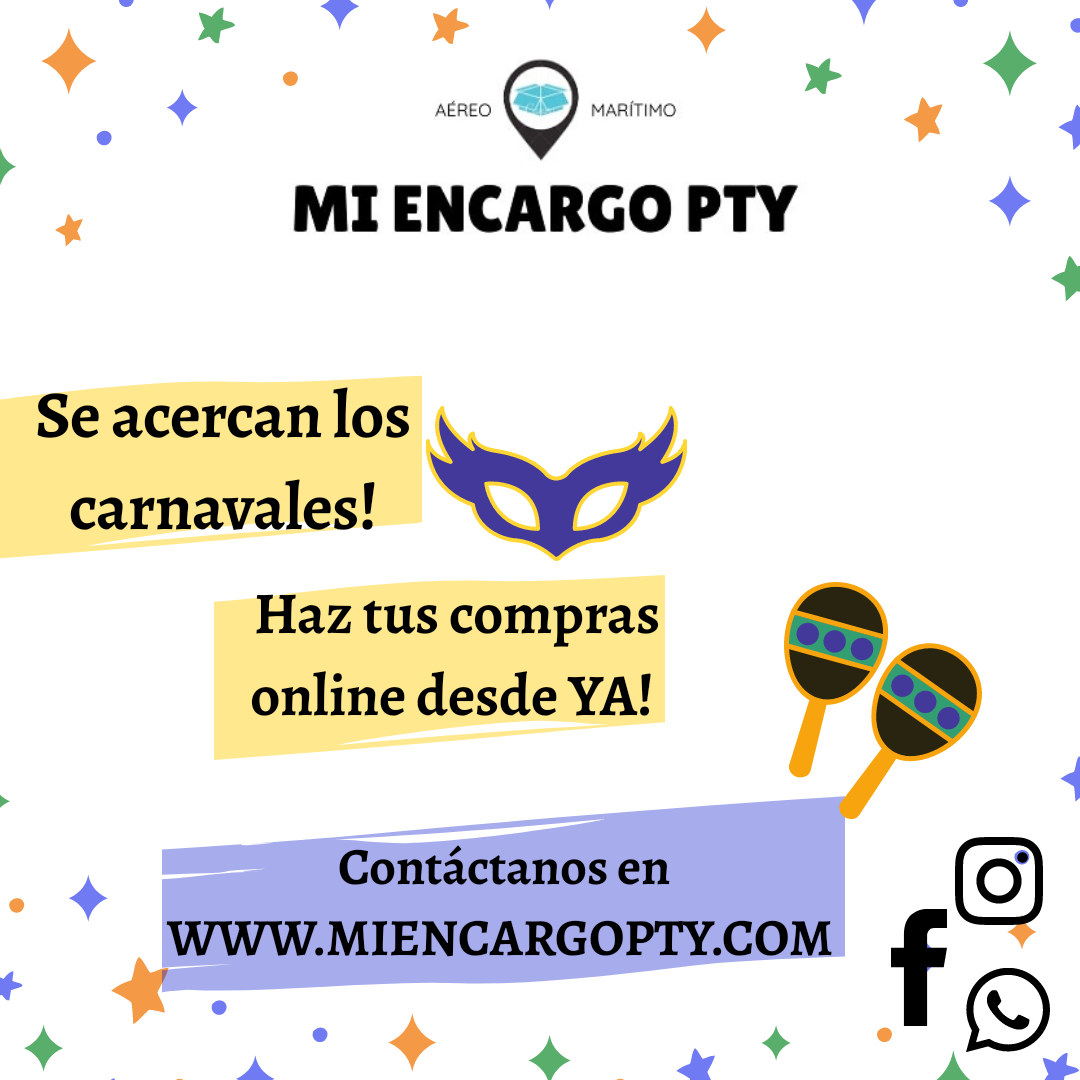 AÉREO MARÍTIMO
MI ENCARGO PTY
Se acercan los
carnavales!
Haz tus compras
online desde YA!
Contáctanos en
WWW.MIENCARGOPTY.COM